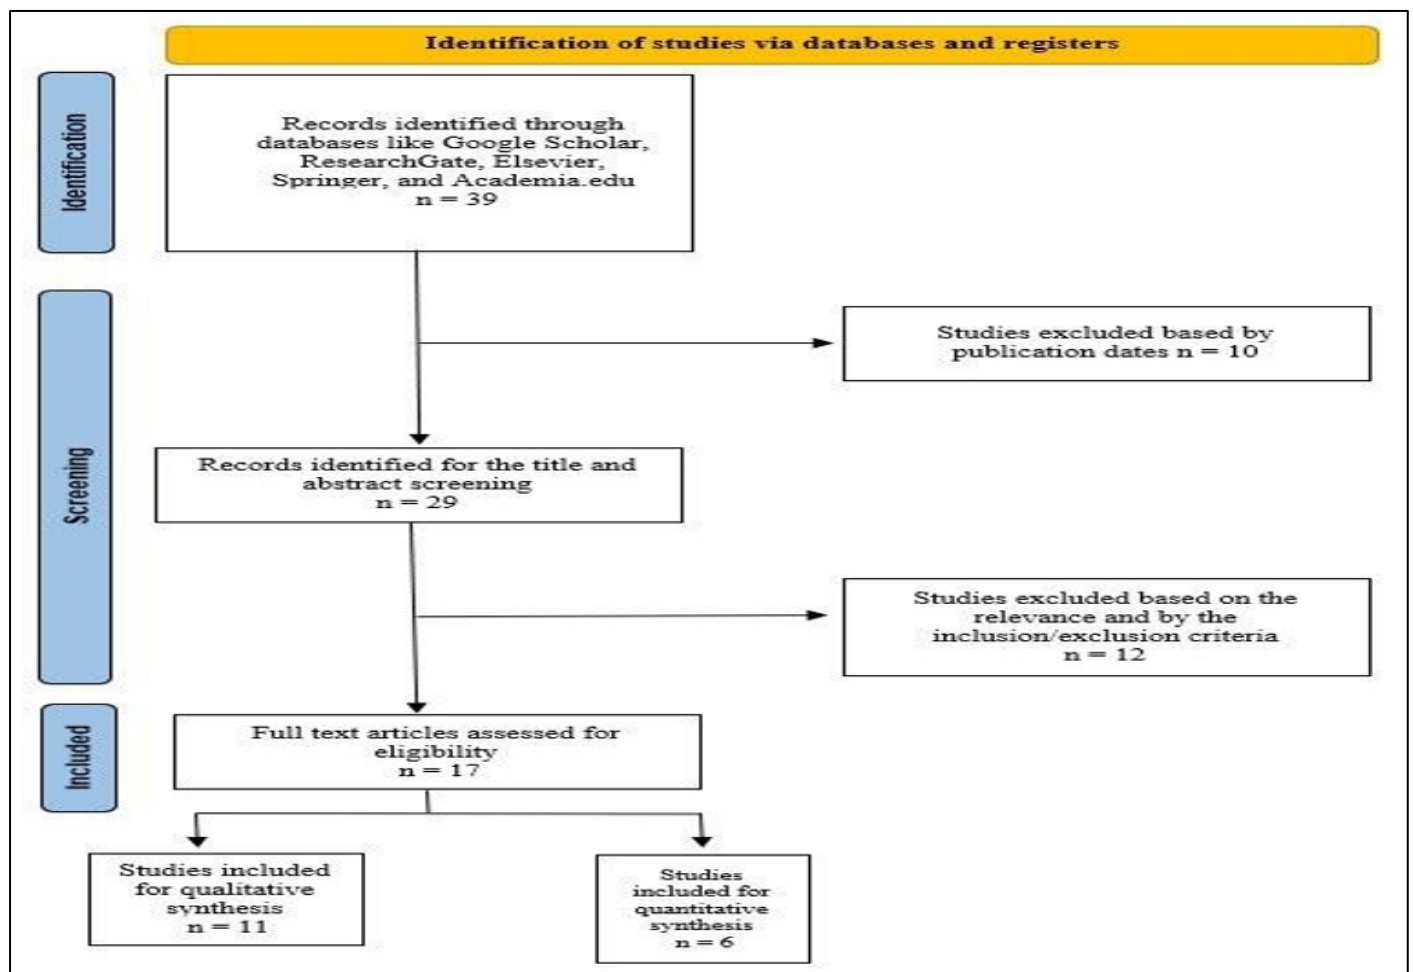 Identification of studies via databases and registers
Identification
Records identified through
databases like Google Scholar,
ResearchGate, Elsevier,
Springer, and Academia.edu
n = 39
Screening
Studies excluded based by
publication dates n = 10
Records identified for the title and
abstract screening
n = 29
Studies excluded based on the
relevance and by the
inclusion/exclusion criteria
n = 12
Included
Full text articles assessed for
eligibility
n = 17
Studies included
for qualitative
synthesis
n = 11
Studies
included for
quantitative
synthesis
n = 6